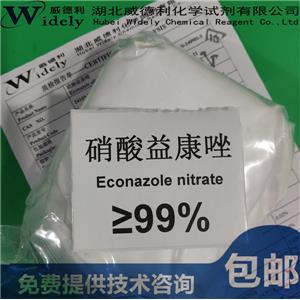 威德利
Widely
湖北威德利化学试剂有限公司
Hubei Widely Chemical Reagent Co.,Ltd
硝酸益康唑
Econazole nitrate
≥99%
免费提供技术咨询
包邮